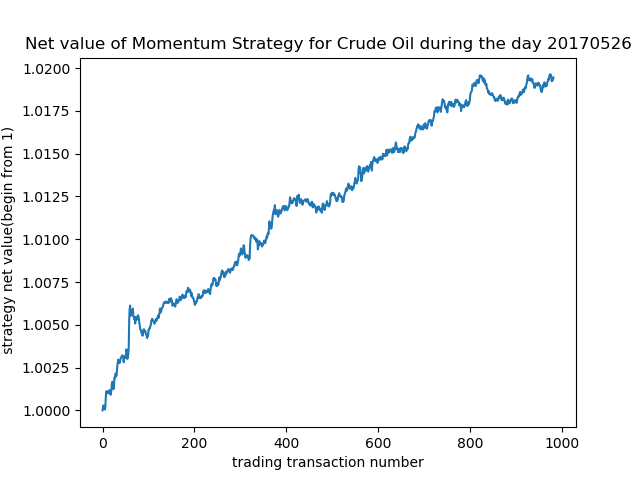 Net value of Momentum Strategy for Crude Oil during the day 20170526
1.0200
1.0175
1.0150
1.0125
1.0100
1.0075
1.0050
1.0025
1.0000
strategy net value(begin from 1)
0 200 400 600 800 1000
trading transaction number